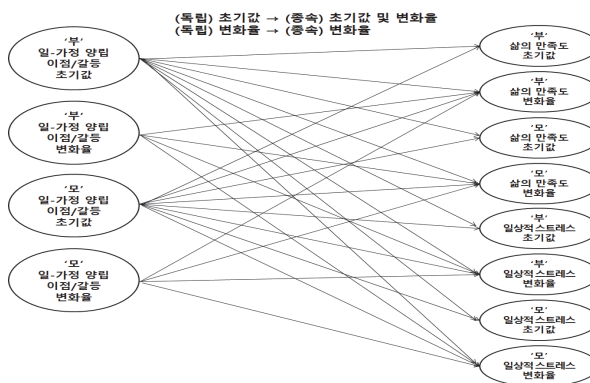 (독립) 초기값 → (종속) 초기값 및 변화율
(독립) 변화율 → (종속) 변화율
'부'
일-가정 양립
이점/갈등
초기값
'부'
일-가정 양립
이점/갈등
변화율
'모'
일-가정 양립
이점/갈등
초기값
'모'
일-가정 양립
이점/갈등
변화율
'부'
삶의 만족도
초기값
'부'
삶의 만족도
변화율
'모'
삶의 만족도
초기값
'모'
삶의 만족도
변화율
'부'
일상적스트레스
초기값
'부'
일상적스트레스
변화율
'모'
일상적스트레스
초기값
'모'
일상적스트레스
변화율